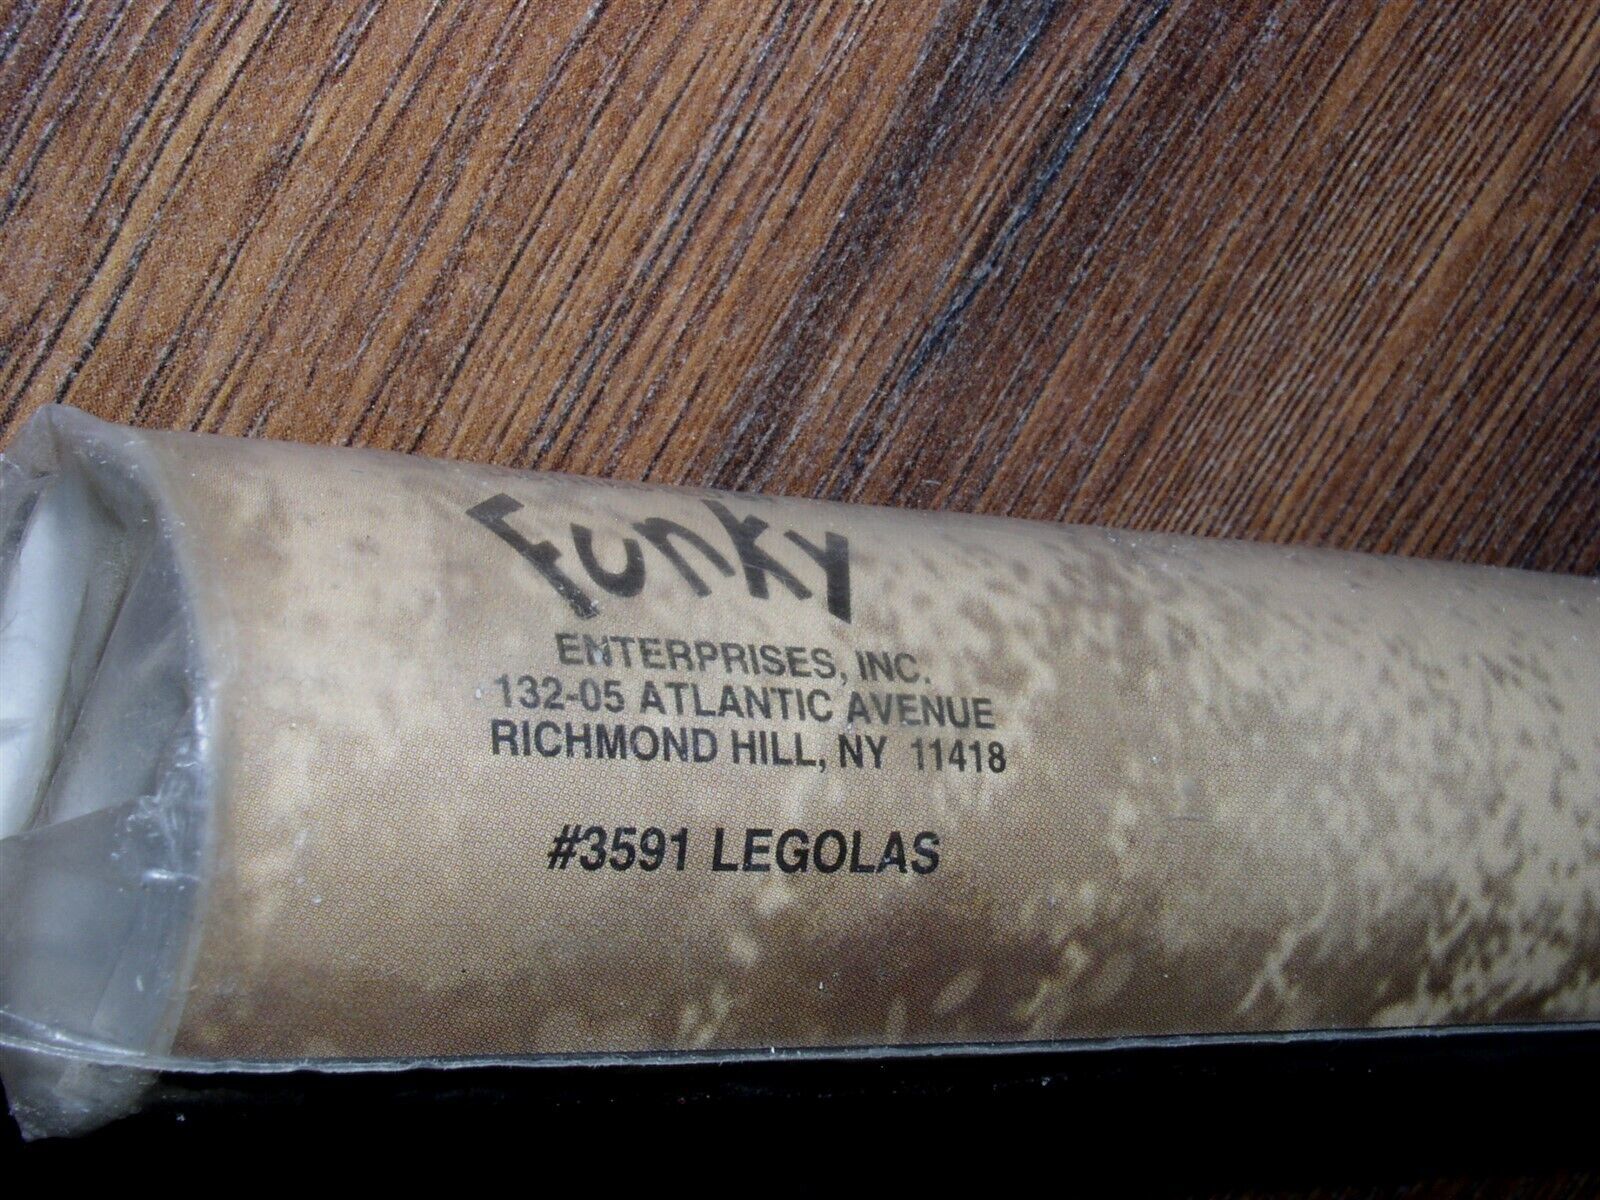 Funky
ENTERPRISES, INC.
132-05 ATLANTIC AVENUE
RICHMOND HILL, NY 11418
#3591 LEGOLAS